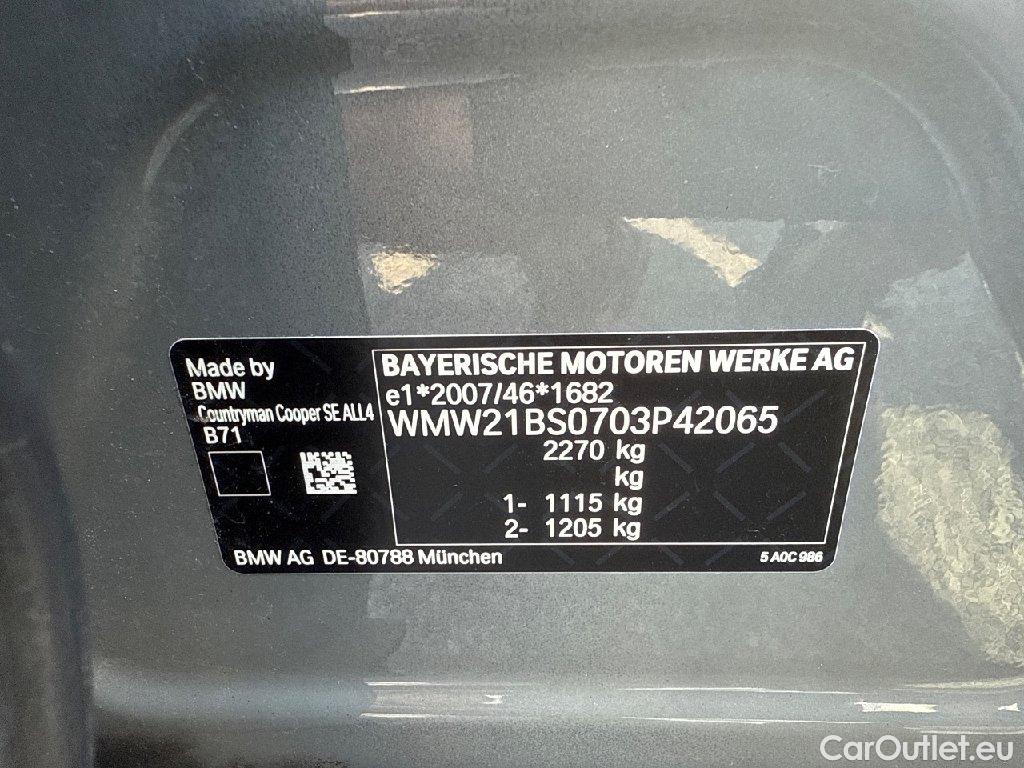 Made by
BMW
Countryman Cooper SE ALL4
B71
BAYERISCHE MOTOREN WERKE AG
e1*2007/46*1682
WMW21BS0703P42065
2270 kg
kg
1- 1115 kg
2- 1205 kg
BMW AG DE-80788 München
5 A0C 986
CarOutlet.eu